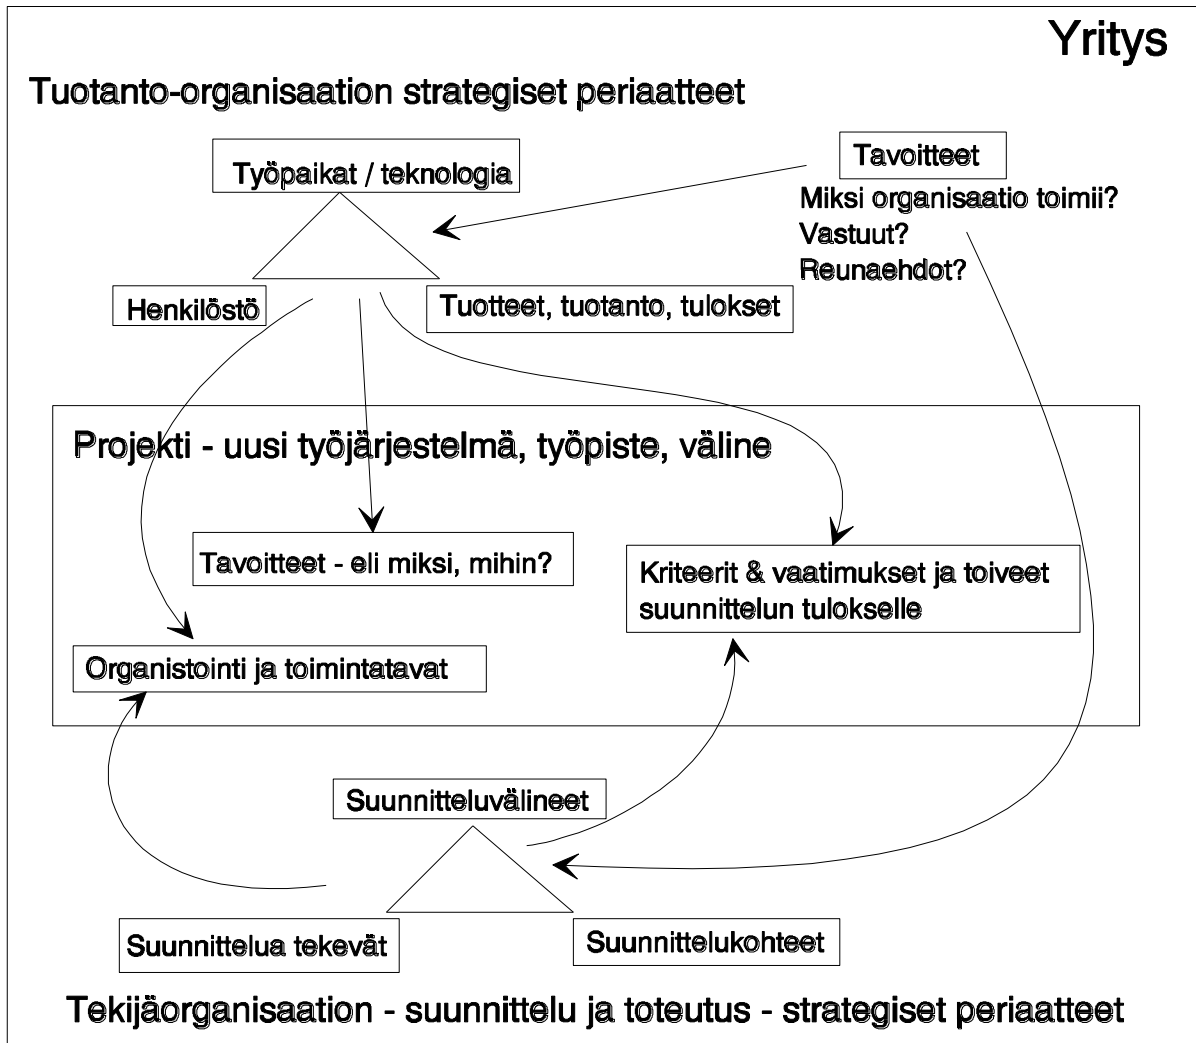 Yritys
Tuotanto-organisaation strategiset periaatteet
Työpaikat / teknologia
Tavoitteet
Miksi organisaatio toimii?
Vastuut?
Reunaehdot?
Henkilöstö
Tuotteet, tuotanto, tulokset
Projekti - uusi työjärjestelmä, työpiste, väline
Tavoitteet - eli miksi, mihin?
Kriteerit & vaatimukset ja toiveet
suunnittelun tulokselle
Organistointi ja toimintatavat
Suunnitteluvälineet
Suunnittelua tekevät
Suunnittelukohteet
Tekijäorganisaation - suunnittelu ja toteutus - strategiset periaatteet